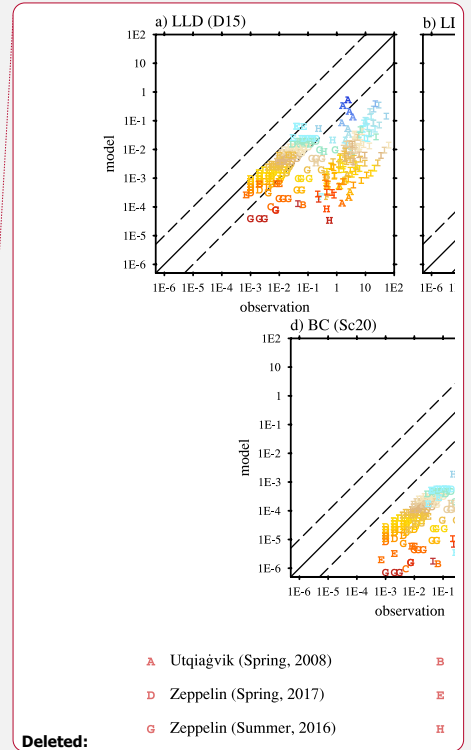 a) LLD (D15)
b) LI
1E2
10
1
1E-1
1E-2
1E-3
1E-4
1E-5
1E-6
model
1E-6 1E-5 1E-4 1E-3 1E-2 1E-1 1 10 1E2
1E-6 1
observation
d) BC (Sc20)
1E2
10
1
1E-1
1E-2
1E-3
1E-4
1E-5
1E-6
model
1E-6 1E-5 1E-4 1E-3 1E-2 1E-1
observation
A Utqiaġvik (Spring, 2008)
B
D Zeppelin (Spring, 2017)
E
G Zeppelin (Summer, 2016)
H
Deleted: